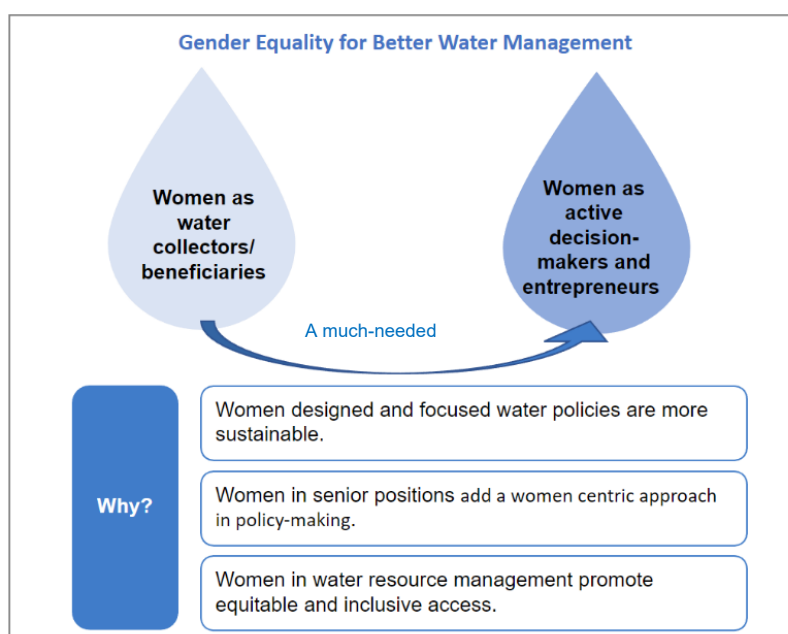 Gender Equality for Better Water Management
Women as
water
collectors/
beneficiaries
Women as
active
decision-
makers and
entrepreneurs
A much-needed
Why?
Women designed and focused water policies are more
sustainable.
Women in senior positions add a women centric approach
in policy-making.
Women in water resource management promote
equitable and inclusive access.